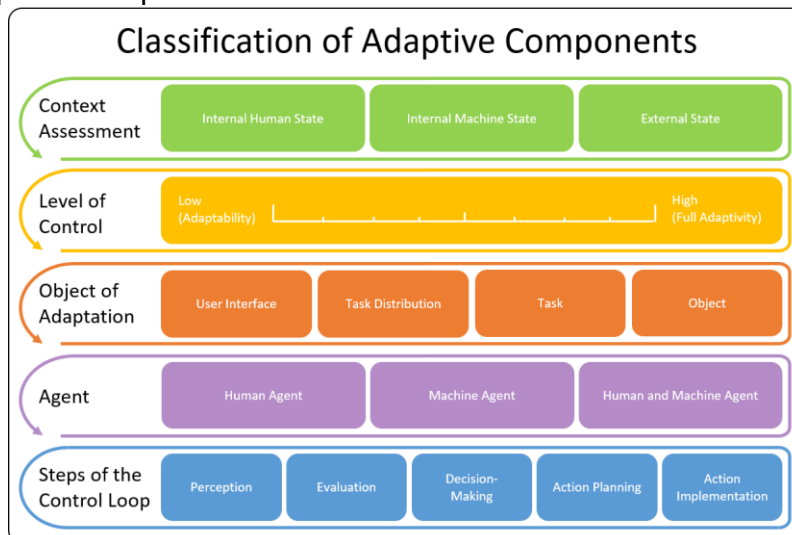 Classification of Adaptive Components
Context
Assessment
Internal Human State
Internal Machine State
External State
Level of
Control
Low
(Adaptability)
High
(Full Adaptivity)
Object of
Adaptation
User Interface
Task Distribution
Task
Object
Agent
Human Agent
Machine Agent
Human and Machine Agent
Steps of the
Control Loop
Perception
Evaluation
Decision-
Making
Action Planning
Action
Implementation